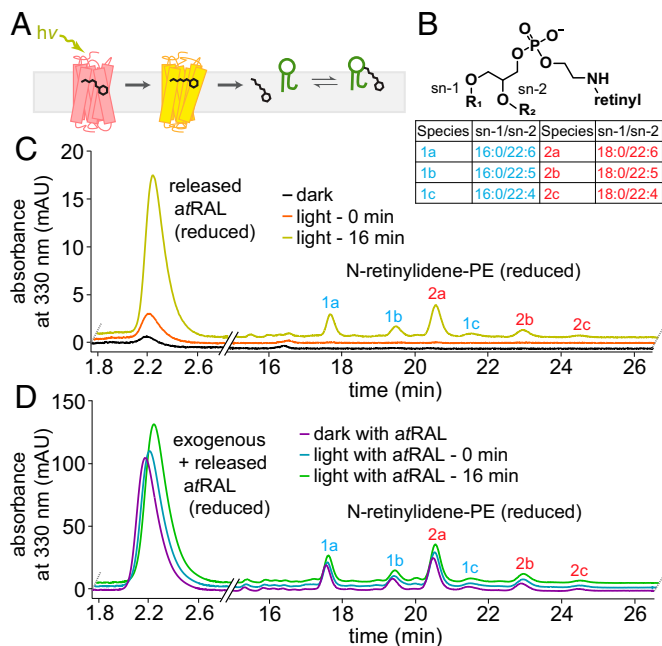 A
hν
B
O
P
O⁻
O
O
sn-1
sn-2
O
R₁
O
R₂
NH
retinyl
Species sn-1/sn-2 Species sn-1/sn-2
1a 16:0/22:6 2a 18:0/22:6
1b 16:0/22:5 2b 18:0/22:5
1c 16:0/22:4 2c 18:0/22:4
C
absorbance
at 330 nm (mAU)
20
15
10
5
0
released
atRAL
(reduced)
dark
light - 0 min
light - 16 min
N-retinylidene-PE (reduced)
1a
1b
2a
1c
2b
2c
1.8 2.2 2.6 16 18 20 22 24 26
time (min)
D
absorbance
at 330 nm (mAU)
150
100
50
0
exogenous
+ released
atRAL
(reduced)
dark with atRAL
light with atRAL - 0 min
light with atRAL - 16 min
N-retinylidene-PE (reduced)
1a
1b
2a
1c
2b
2c
1.8 2.2 2.6 16 18 20 22 24 26
time (min)